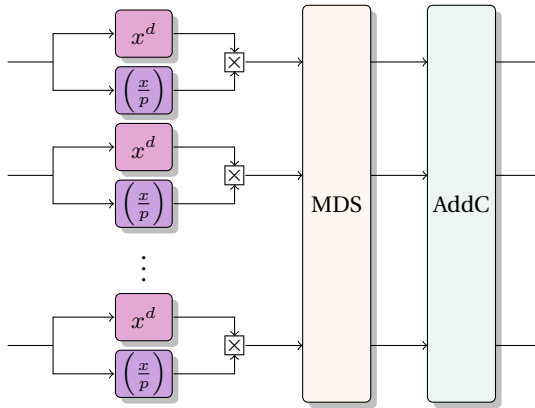 x^d
(x/p)
×
x^d
(x/p)
×
⋮
x^d
(x/p)
×
MDS
AddC